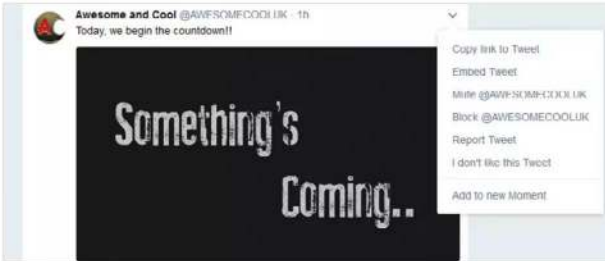 Awesome and Cool @AWESOMECOOLUK · 1h
Today, we begin the countdown!!
Something's
Coming..
Copy link to Tweet
Embed Tweet
Mute @AWESOMECOOLUK
Block @AWESOMECOOLUK
Report Tweet
I don't like this Tweet
Add to new Moment